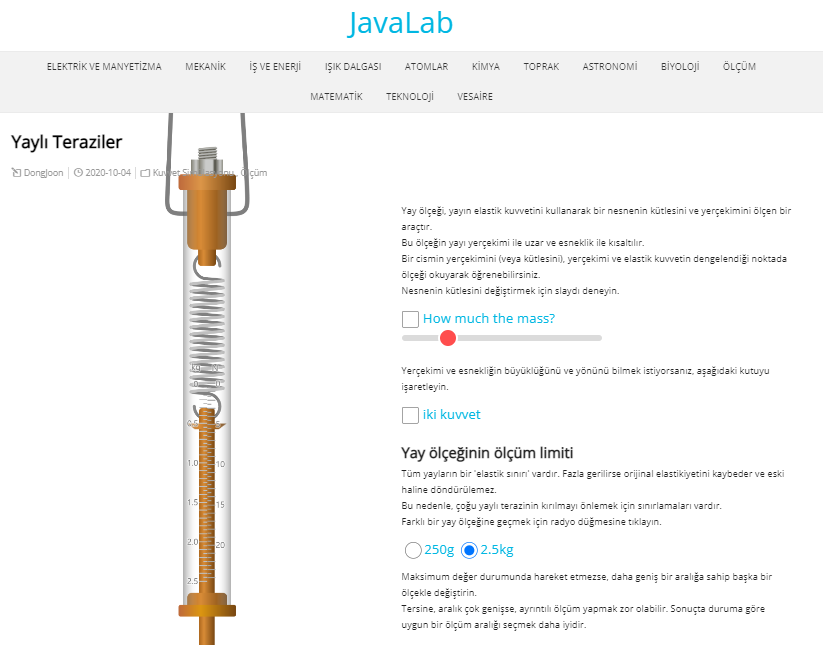 JavaLab
ELEKTRİK VE MANYETİZMA MEKANİK İŞ VE ENERJİ IŞIK DALGASI ATOMLAR KİMYA TOPRAK ASTRONOMİ BİYOLOJİ ÖLÇÜM
MATEMATİK TEKNOLOJİ VESAİRE
Yaylı Teraziler
DongJoon 2020-10-04 Kuvvet Ölçüm
Yay ölçeği, yayın elastik kuvvetini kullanarak bir nesnenin kütlesini ve yerçekimini ölçen bir
araçtır.
Bu ölçeğin yayı yerçekimi ile uzar ve esneklik ile kısaltılır.
Bir cismin yerçekimini (veya kütlesini), yerçekimi ve elastik kuvvetin dengelendiği noktada
ölçeği okuyarak öğrenebilirsiniz.
Nesnenin kütlesini değiştirmek için slaydı deneyin.
How much the mass?
Yerçekimi ve esnekliğin büyüklüğünü ve yönünü bilmek istiyorsanız, aşağıdaki kutuyu
işaretleyin.
iki kuvvet
Yay ölçeğinin ölçüm limiti
Tüm yayların bir 'elastik sınırı' vardır. Fazla gerilirse orijinal elastikiyetini kaybeder ve eski
haline döndürülemez.
Bu nedenle, çoğu yaylı terazinin kırılmayı önlemek için sınırlamaları vardır.
Farklı bir yay ölçeğine geçmek için radyo düğmesine tıklayın.
250g 2.5kg
Maksimum değer durumunda hareket etmezse, daha geniş bir aralığa sahip başka bir
ölçekle değiştirin.
Tersine, aralık çok genişse, ayrıntılı ölçüm yapmak zor olabilir. Sonuçta duruma göre
uygun bir ölçüm aralığı seçmek daha iyidir.
kg N
0 0
0.5 5
1.0 10
1.5 15
2.0 20
2.5